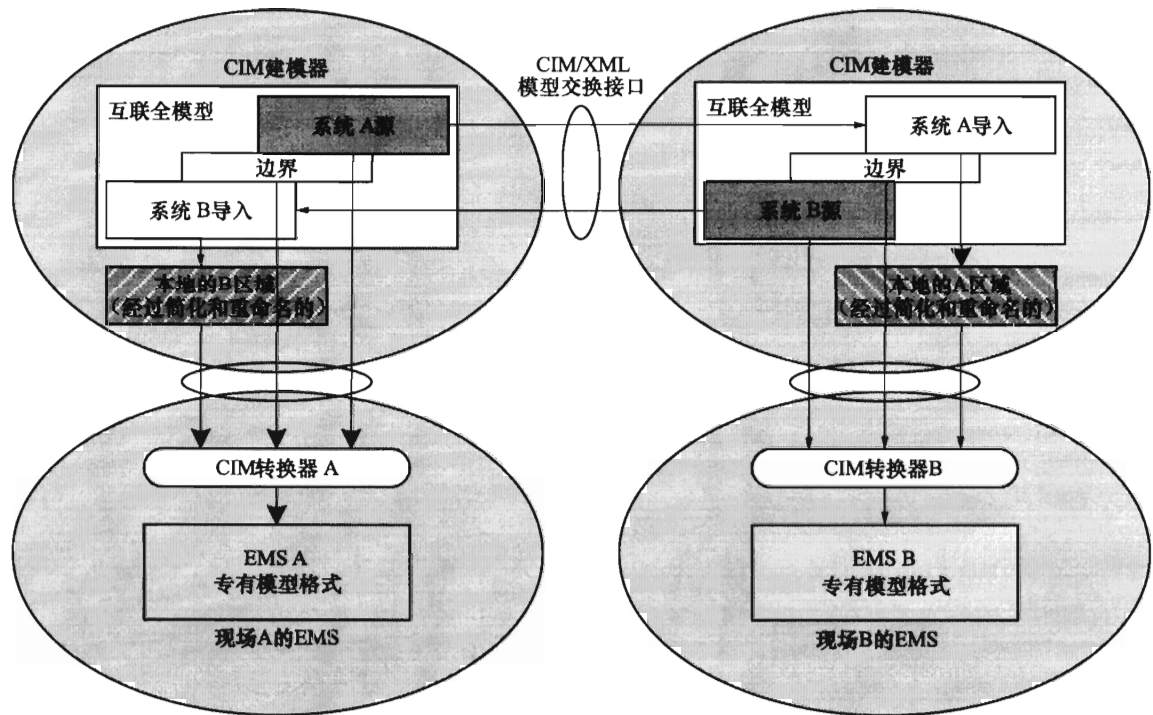 CIM建模器
互联全模型
系统 A源
边界
系统 B导入
本地的B区域
(经过简化和重命名的)
CIM/XML
模型交换接口
CIM建模器
互联全模型
系统 A导入
边界
系统 B源
本地的A区域
(经过简化和重命名的)
CIM转换器 A
EMS A
专有模型格式
现场A的EMS
CIM转换器B
EMS B
专有模型格式
现场B的EMS